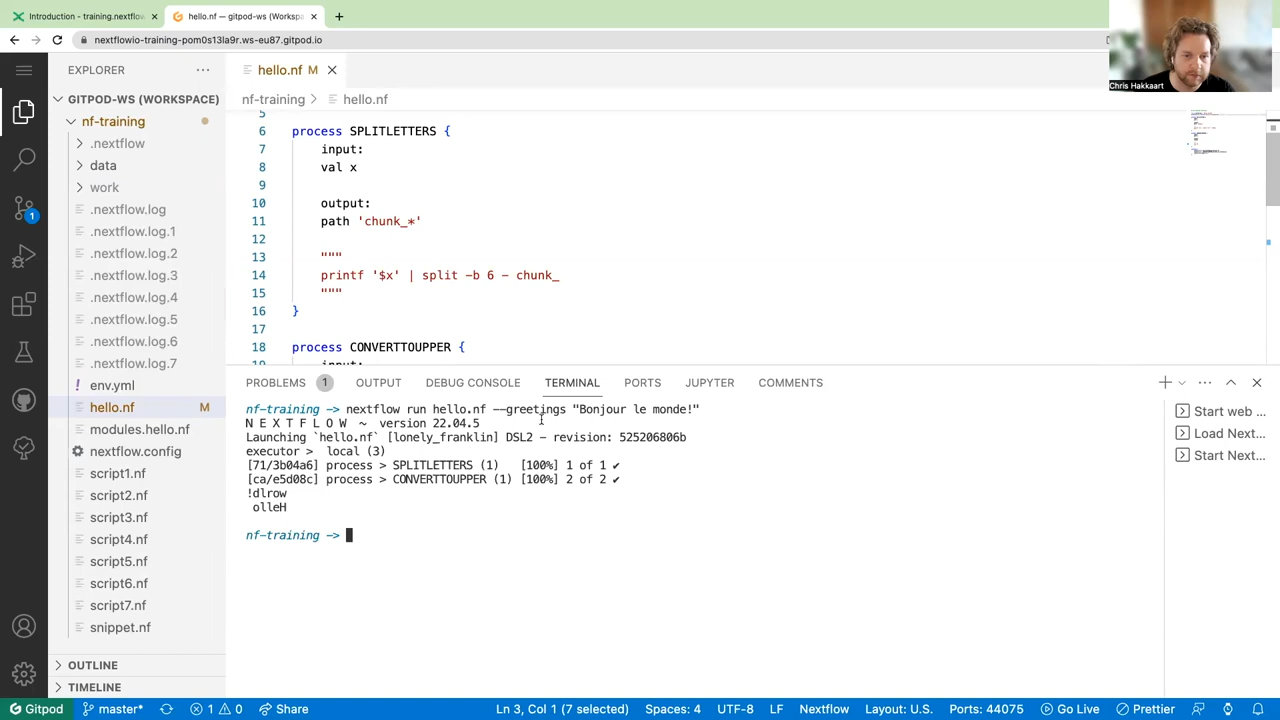 Introduction - training.nextflow
hello.nf — gitpod-ws (Workspa
nextflowio-training-pom0s13la9r.ws-eu87.gitpod.io
Chris Hakkaart
EXPLORER
hello.nf M
GITPOD-WS (WORKSPACE)
nf-training > hello.nf
nf-training
.nextflow
data
work
.nextflow.log
.nextflow.log.1
.nextflow.log.2
.nextflow.log.3
.nextflow.log.4
.nextflow.log.5
.nextflow.log.6
.nextflow.log.7
env.yml
hello.nf M
modules.hello.nf
nextflow.config
script1.nf
script2.nf
script3.nf
script4.nf
script5.nf
script6.nf
script7.nf
snippet.nf
OUTLINE
TIMELINE
1
5
6 process SPLITLETTERS {
7 input:
8 val x
9
10 output:
11 path 'chunk_*'
12
13 """
14 printf '$x' | split -b 6 - chunk_
15 """
16 }
17
18 process CONVERTTOUPPER {
19 input:
PROBLEMS 1 OUTPUT DEBUG CONSOLE TERMINAL PORTS JUPYTER COMMENTS
nf-training -> nextflow run hello.nf --greetings "Bonjour le monde!"
N E X T F L O W ~ version 22.04.5
Launching `hello.nf` [lonely_franklin] DSL2 - revision: 525206806b
executor > local (3)
[71/3b04a6] process > SPLITLETTERS (1) [100%] 1 of 1 ✔
[ca/e5d08c] process > CONVERTTOUPPER (1) [100%] 2 of 2 ✔
!dlrow
olleH
nf-training ->
Start web ...
Load Next...
Start Next...
Gitpod master* 1 0 Share Ln 3, Col 1 (7 selected) Spaces: 4 UTF-8 LF Nextflow Layout: U.S. Ports: 44075 Go Live Prettier